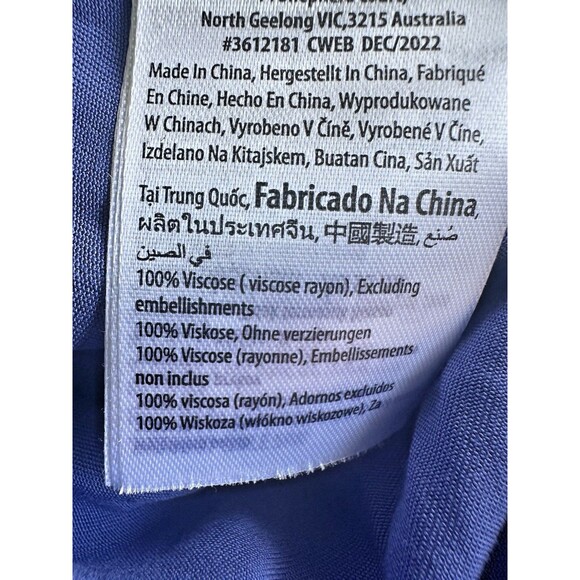 North Geelong VIC,3215 Australia
#3612181 CWEB DEC/2022
Made In China, Hergestellt In China, Fabriqué
En Chine, Hecho En China, Wyprodukowane
W Chinach, Vyrobeno V Číně, Vyrobené V Číne,
Izdelano Na Kitajskem, Buatan Cina, Sản Xuất
Tại Trung Quốc, Fabricado Na China,
ผลิตในประเทศจีน, 中國製造, صُنع
في الصين
100% Viscose ( viscose rayon), Excluding
embellishments
100% Viskose, Ohne verzierungen
100% Viscose (rayonne), Embellissements
non inclus
100% viscosa (rayón), Adornos excluidos
100% Wiskoza (włókno wiskozowe), Za